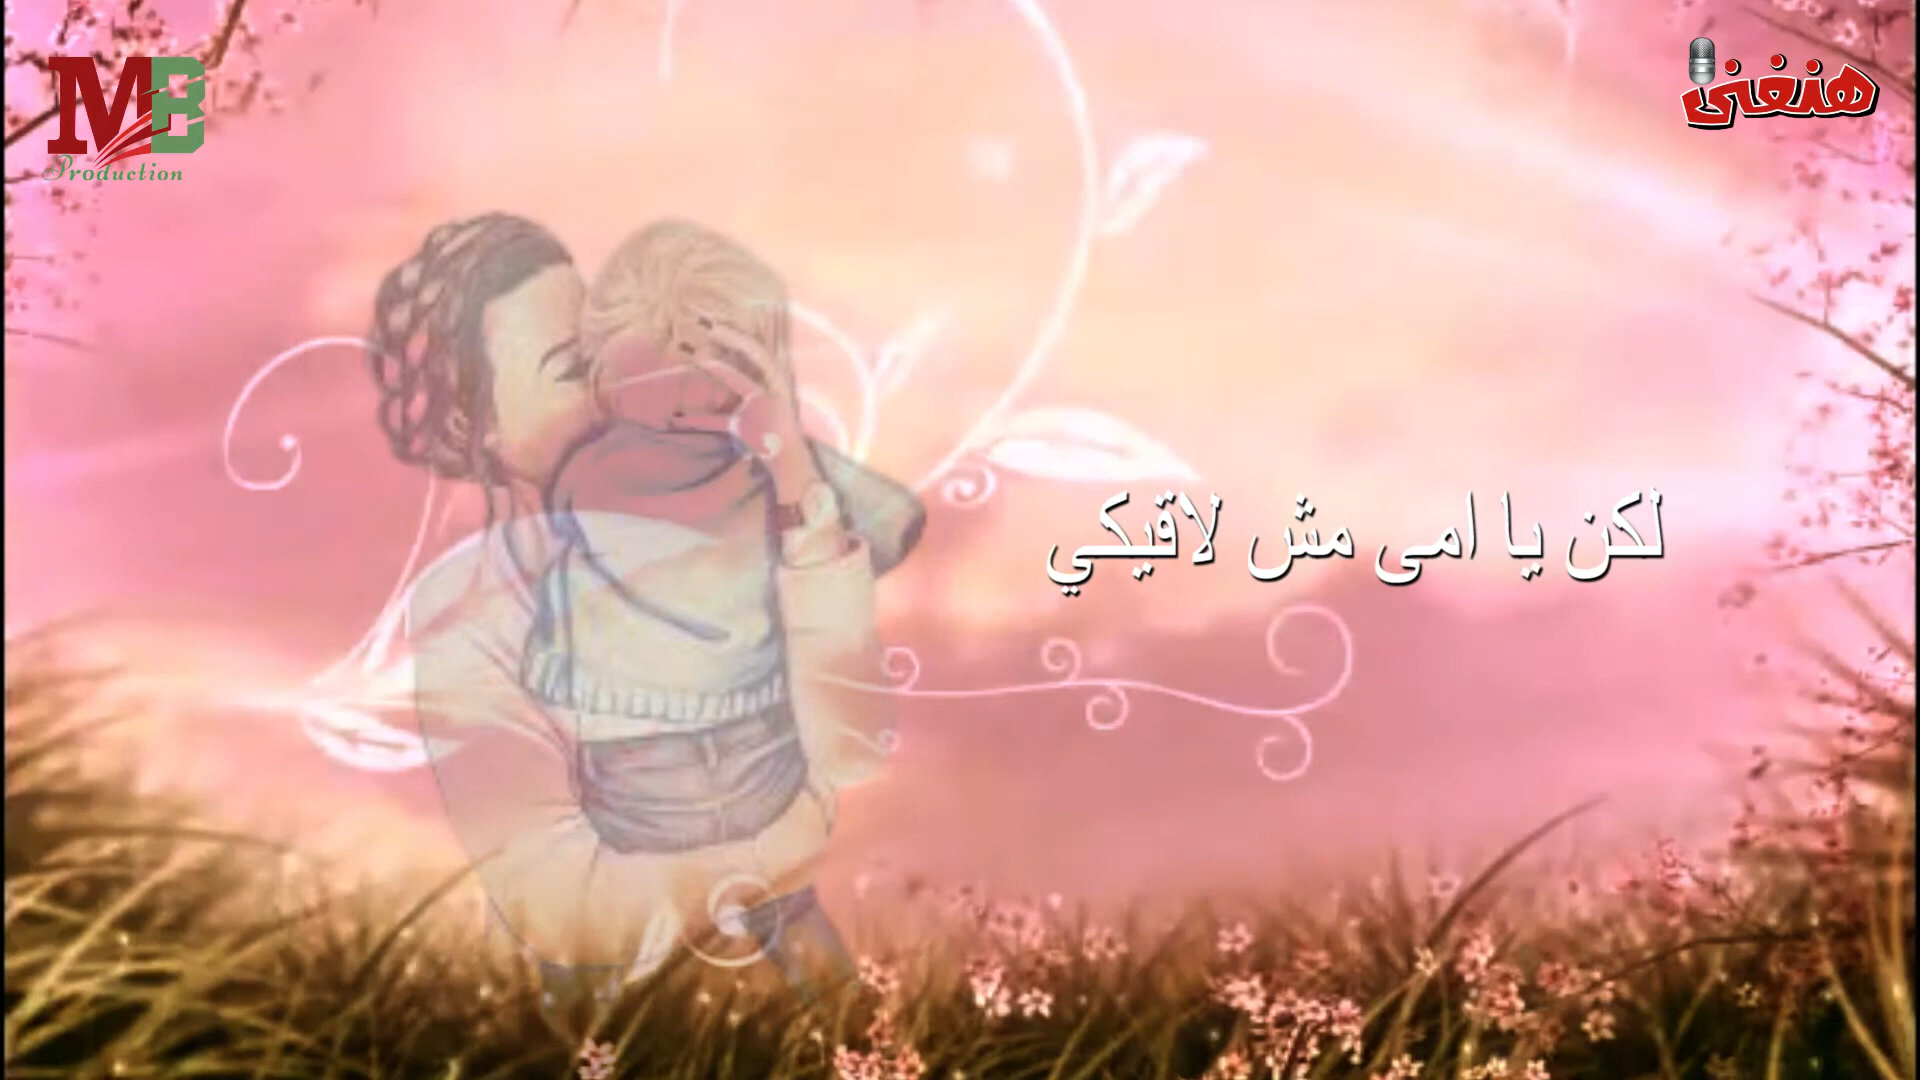 MB
Production
هنغنى
لكن يا امى مش لاقيكي